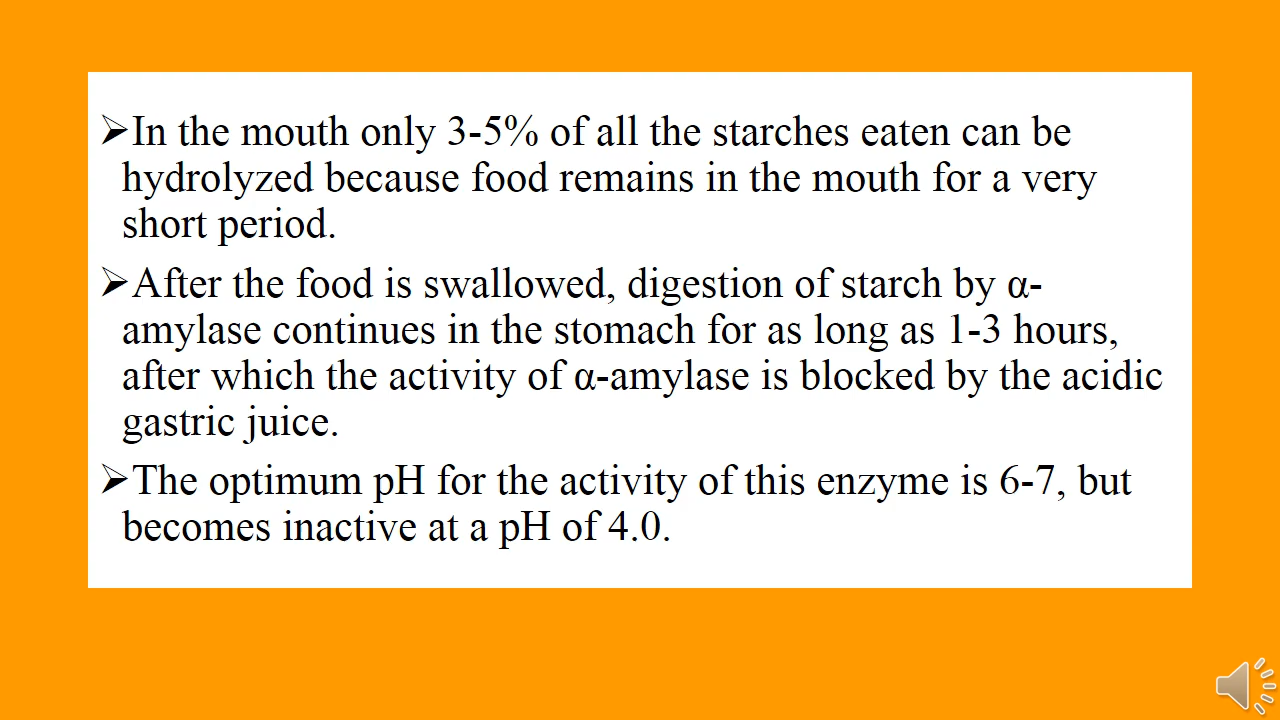 ➢In the mouth only 3-5% of all the starches eaten can be
hydrolyzed because food remains in the mouth for a very
short period.
➢After the food is swallowed, digestion of starch by α-
amylase continues in the stomach for as long as 1-3 hours,
after which the activity of α-amylase is blocked by the acidic
gastric juice.
➢The optimum pH for the activity of this enzyme is 6-7, but
becomes inactive at a pH of 4.0.